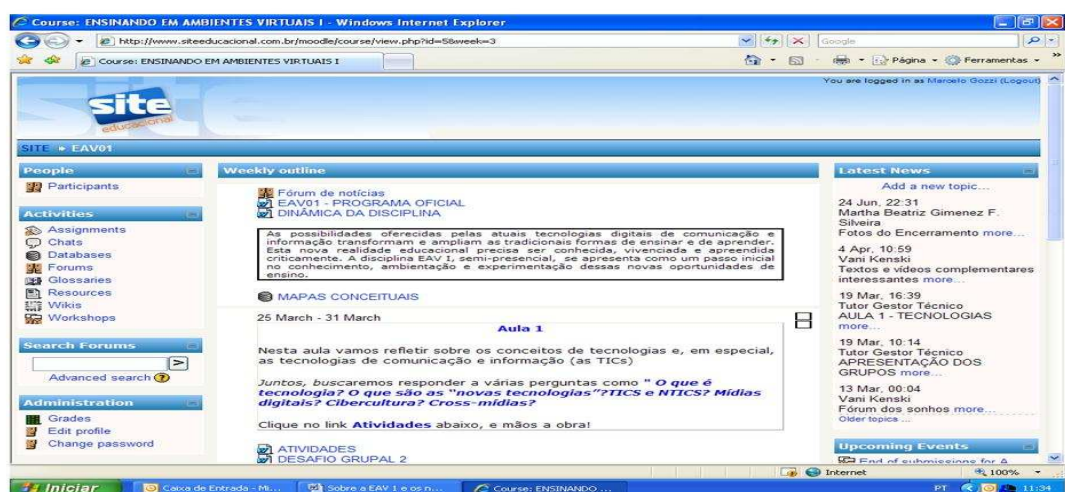 Course: ENSINANDO EM AMBIENTES VIRTUAIS I - Windows Internet Explorer
http://www.siteeducacional.com.br/moodle/course/view.php?id=58week=3
Google
Course: ENSINANDO EM AMBIENTES VIRTUAIS I
Página
Ferramentas
You are logged in as Marcelo Gozzi (Logout)
site
educacional
SITE » EAV01
People
Participants
Activities
Assignments
Chats
Databases
Forums
Glossaries
Resources
Wikis
Workshops
Search Forums
>
Advanced search ?
Administration
Grades
Edit profile
Change password
Weekly outline
Fórum de notícias
EAV01 - PROGRAMA OFICIAL
DINÂMICA DA DISCIPLINA
As possibilidades oferecidas pelas atuais tecnologias digitais de comunicação e
informação transformam e ampliam as tradicionais formas de ensinar e de aprender.
Esta nova realidade educacional precisa ser conhecida, vivenciada e apreendida
criticamente. A disciplina EAV I, semi-presencial, se apresenta como um passo inicial
no conhecimento, ambientação e experimentação dessas novas oportunidades de
ensino.
MAPAS CONCEITUAIS
25 March - 31 March
Aula 1
Nesta aula vamos refletir sobre os conceitos de tecnologias e, em especial,
as tecnologias de comunicação e informação (as TICs)
Juntos, buscaremos responder a várias perguntas como " O que é
tecnologia? O que são as "novas tecnologias"?TICS e NTICS? Mídias
digitais? Cibercultura? Cross-mídias?
Clique no link Atividades abaixo, e mãos a obra!
ATIVIDADES
DESAFIO GRUPAL 2
Latest News
Add a new topic...
24 Jun, 22:31
Martha Beatriz Gimenez F.
Silveira
Fotos do Encerramento more...
4 Apr, 10:59
Vani Kenski
Textos e vídeos complementares
interessantes more...
19 Mar, 16:39
Tutor Gestor Técnico
AULA 1 - TECNOLOGIAS
more...
19 Mar, 10:14
Tutor Gestor Técnico
APRESENTAÇÃO DOS
GRUPOS more...
13 Mar, 00:04
Vani Kenski
Fórum dos sonhos more...
Older topics ...
Upcoming Events
End of submissions for A
Internet
100%
Iniciar
Caixa de Entrada - Mi...
Sobre a EAV 1 e os n...
Course: ENSINANDO ...
PT
11:34